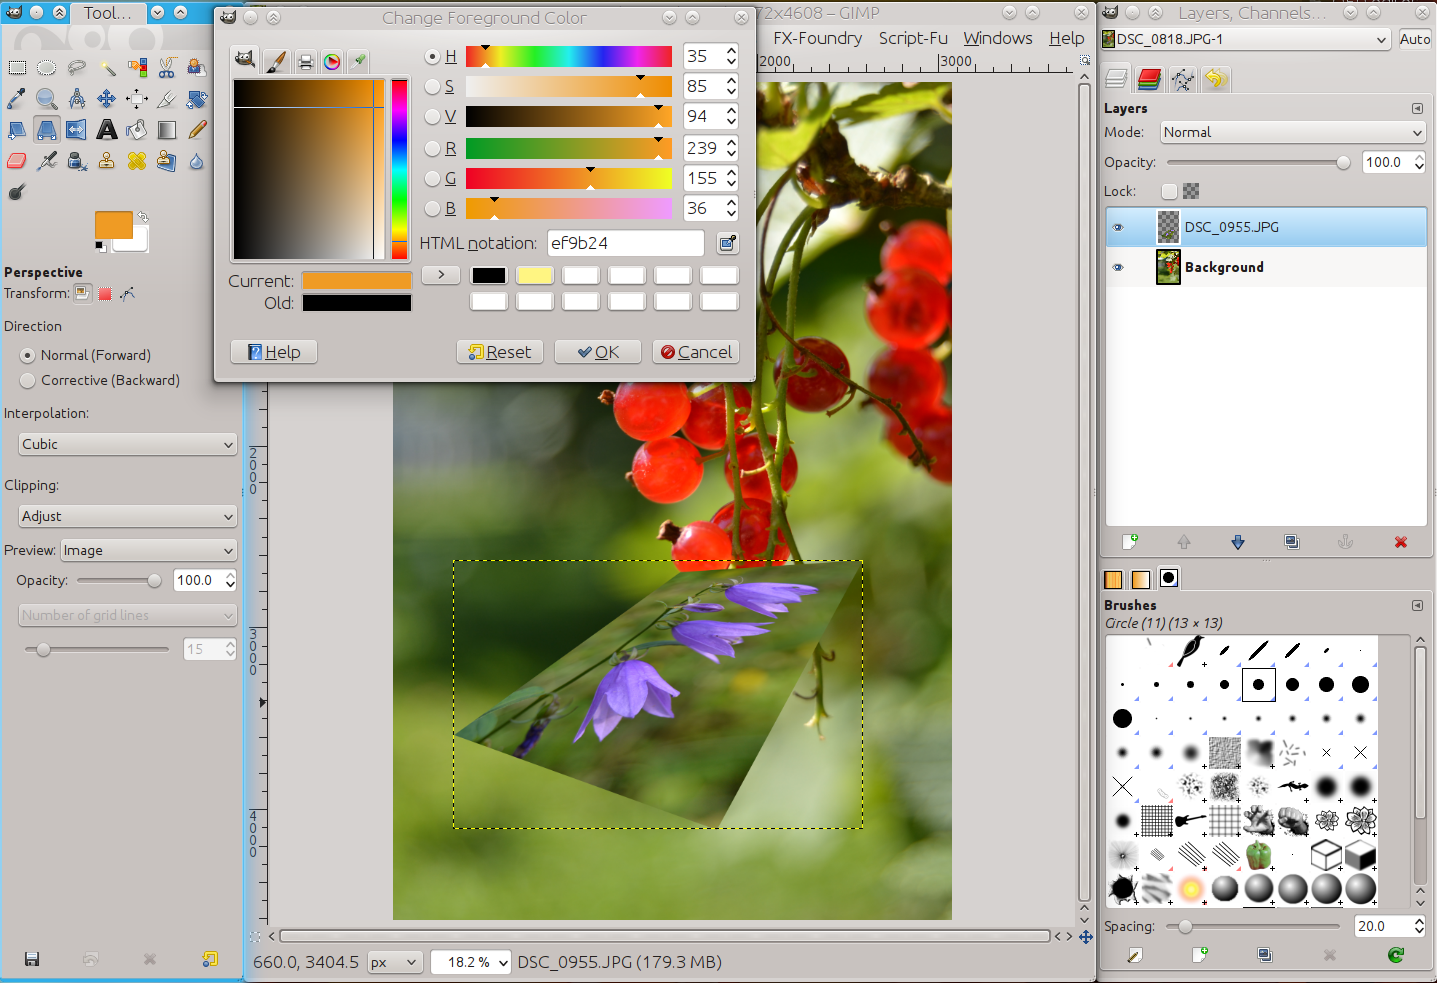 Tool...
Change Foreground Color
72x4608 – GIMP
Layers, Channels...
FX-Foundry Script-Fu Windows Help
DSC_0818.JPG-1
Auto
H 35
S 85
V 94
R 239
G 155
B 36
HTML notation: ef9b24
Current:
Old:
>
Help
Reset
OK
Cancel
2000
3000
Perspective
Transform:
Direction
Normal (Forward)
Corrective (Backward)
Interpolation:
Cubic
Clipping:
Adjust
Preview: Image
Opacity: 100.0
Number of grid lines
15
2000
3000
4000
660.0, 3404.5
px
18.2 %
DSC_0955.JPG (179.3 MB)
Layers
Mode: Normal
Opacity: 100.0
Lock:
DSC_0955.JPG
Background
Brushes
Circle (11) (13 × 13)
Spacing: 20.0